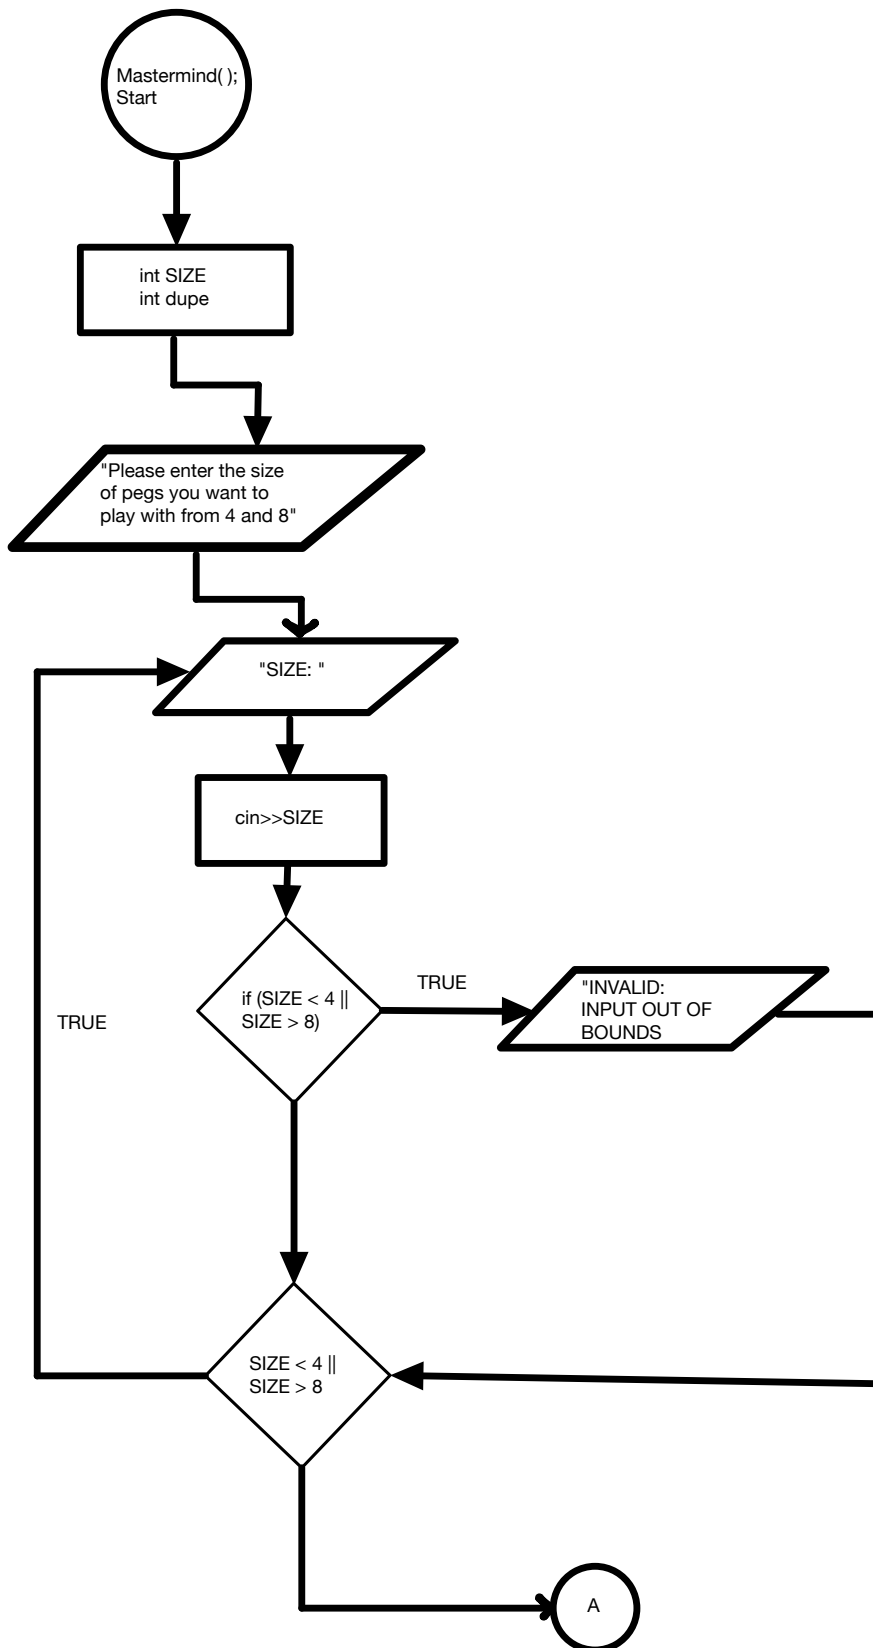 Mastermind( );
Start
int SIZE
int dupe
"Please enter the size
of pegs you want to
play with from 4 and 8"
"SIZE: "
cin>>SIZE
if (SIZE < 4 ||
SIZE > 8)
TRUE
"INVALID:
INPUT OUT OF
BOUNDS
TRUE
SIZE < 4 ||
SIZE > 8
A